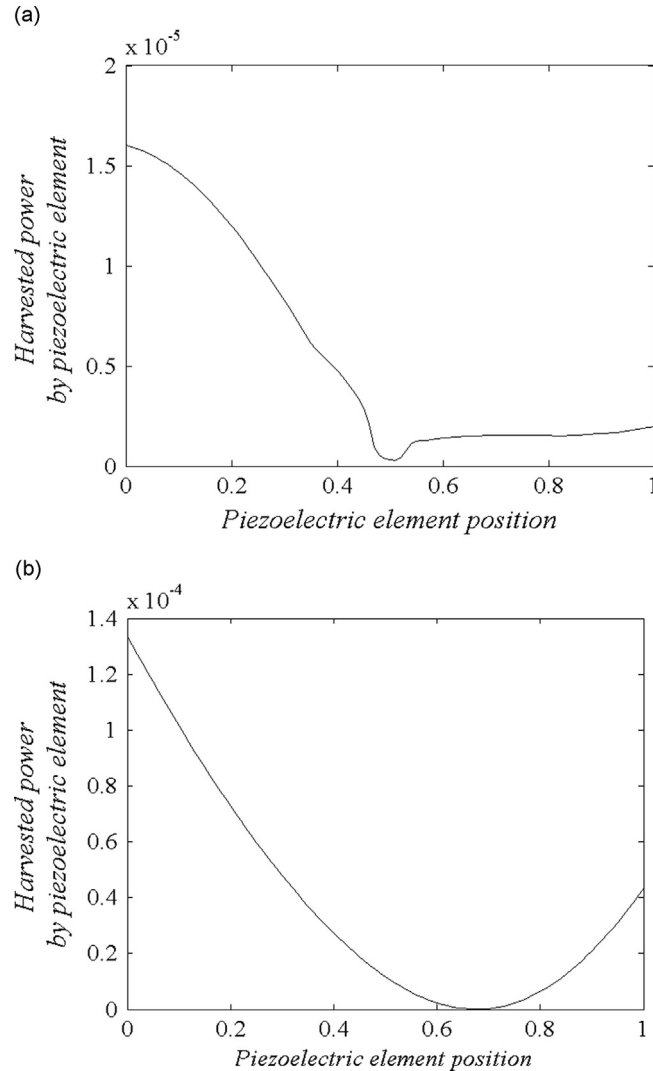 (a)
x 10-5
2
1.5
1
0.5
0
0 0.2 0.4 0.6 0.8 1
Harvested power
by piezoelectric element
Piezoelectric element position
(b)
x 10-4
1.4
1.2
1
0.8
0.6
0.4
0.2
0
0 0.2 0.4 0.6 0.8 1
Harvested power
by piezoelectric element
Piezoelectric element position